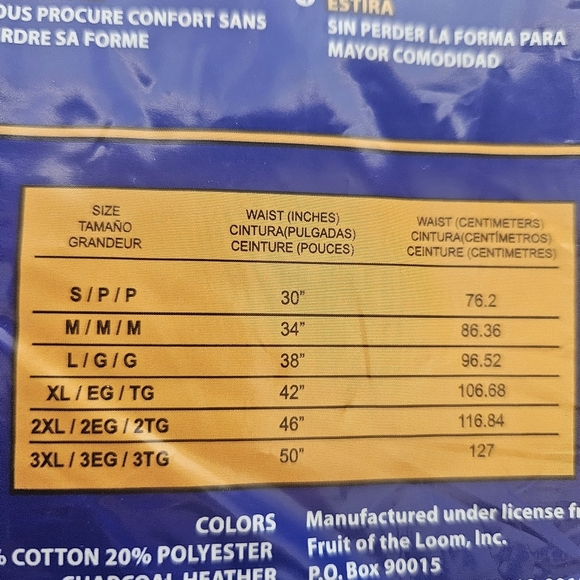 OUS PROCURE CONFORT SANS
RDRE SA FORME
ESTIRA
SIN PERDER LA FORMA PARA
MAYOR COMODIDAD
SIZE
TAMAÑO
GRANDEUR
WAIST (INCHES)
CINTURA(PULGADAS)
CEINTURE (POUCES)
WAIST (CENTIMETERS)
CINTURA(CENTÍMETROS)
CEINTURE (CENTIMETRES)
S / P / P 30" 76.2
M / M / M 34" 86.36
L / G / G 38" 96.52
XL / EG / TG 42" 106.68
2XL / 2EG / 2TG 46" 116.84
3XL / 3EG / 3TG 50" 127
COLORS
% COTTON 20% POLYESTER
CHARCOAL HEATHER
Manufactured under license fr
Fruit of the Loom, Inc.
P.O. Box 90015